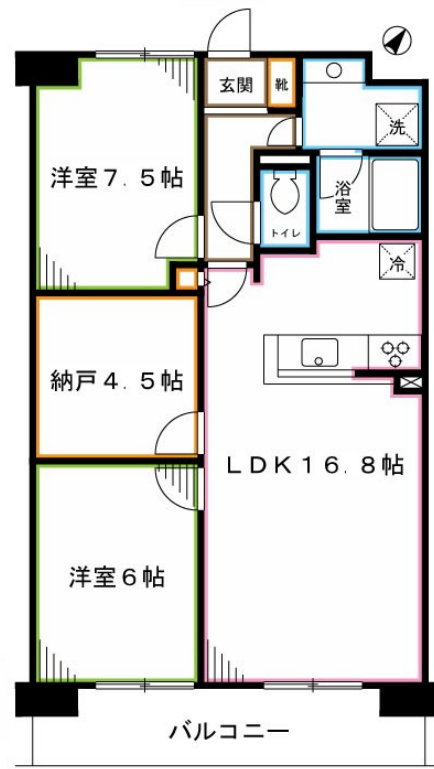 玄関
靴
洗
洋室7.5帖
浴室
トイレ
冷
納戸4.5帖
LDK16.8帖
洋室6帖
バルコニー